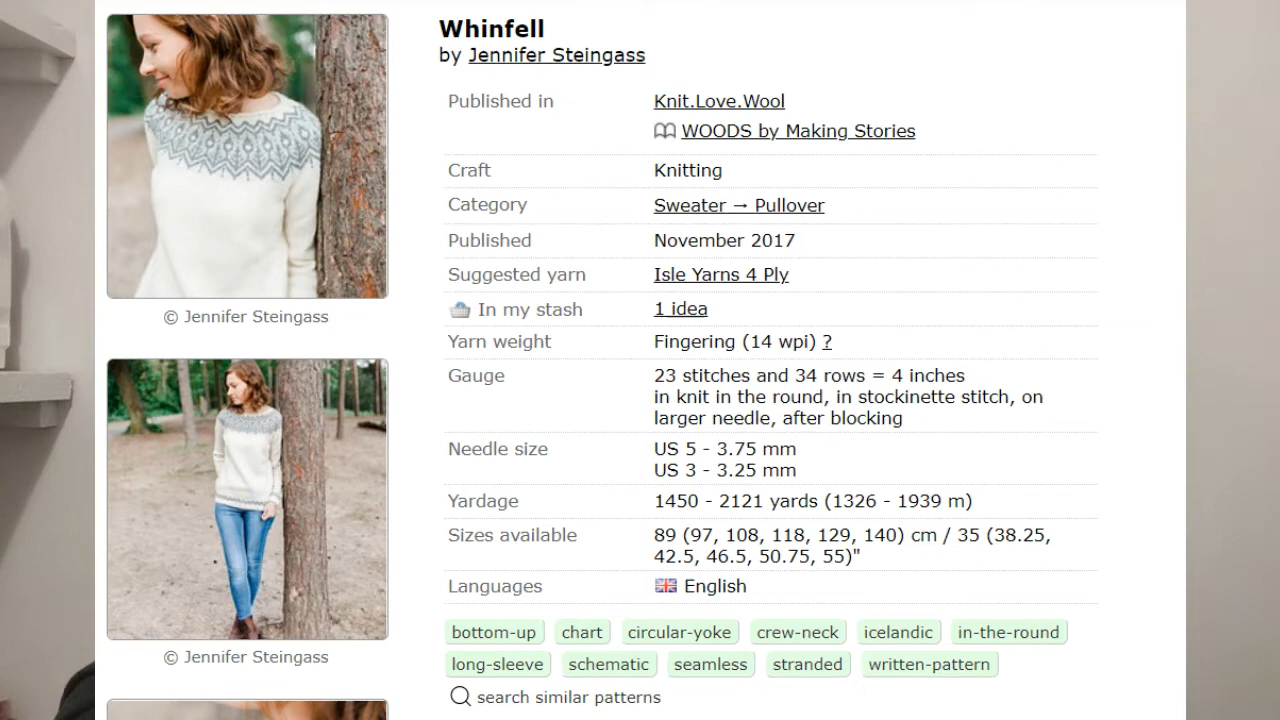 Whinfell
by Jennifer Steingass
Published in Knit.Love.Wool
WOODS by Making Stories
Craft Knitting
Category Sweater → Pullover
Published November 2017
Suggested yarn Isle Yarns 4 Ply
In my stash 1 idea
Yarn weight Fingering (14 wpi) ?
Gauge 23 stitches and 34 rows = 4 inches
in knit in the round, in stockinette stitch, on
larger needle, after blocking
Needle size US 5 - 3.75 mm
US 3 - 3.25 mm
Yardage 1450 - 2121 yards (1326 - 1939 m)
Sizes available 89 (97, 108, 118, 129, 140) cm / 35 (38.25,
42.5, 46.5, 50.75, 55)"
Languages English
bottom-up chart circular-yoke crew-neck icelandic in-the-round
long-sleeve schematic seamless stranded written-pattern
search similar patterns
© Jennifer Steingass
© Jennifer Steingass